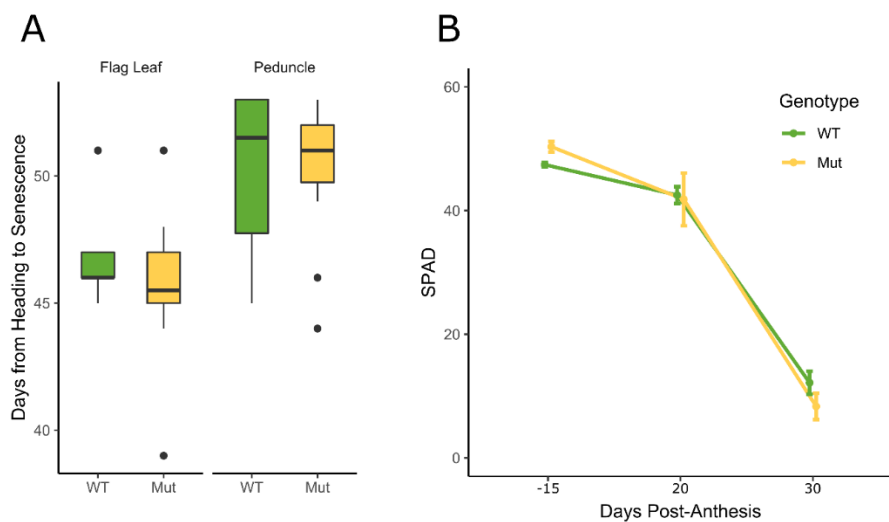 A
Flag Leaf Peduncle
Days from Heading to Senescence
50
45
40
WT Mut WT Mut
B
SPAD
60
40
20
0
-15 20 30
Days Post-Anthesis
Genotype
WT
Mut